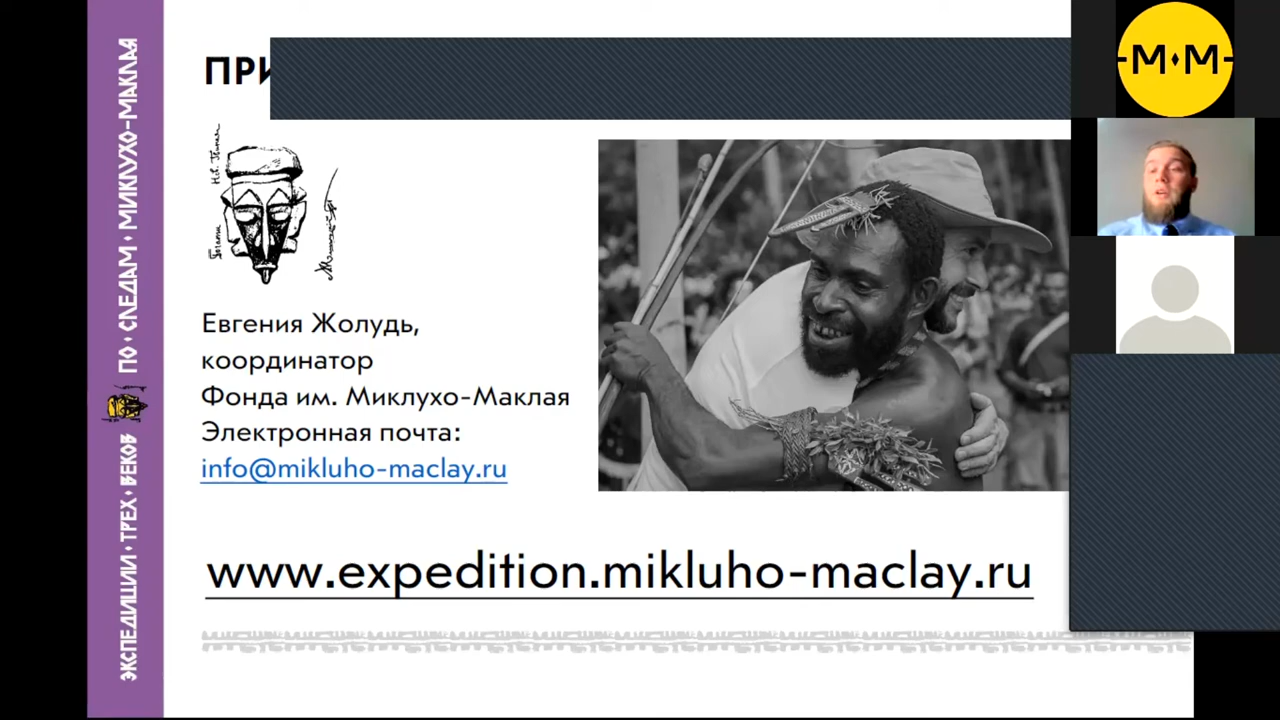 ПРИ
Евгения Жолудь,
координатор
Фонда им. Миклухо-Маклая
Электронная почта:
info@mikluho-maclay.ru
www.expedition.mikluho-maclay.ru
ЭКСПЕДИЦИИ • ТРЕХ • ВЕКОВ
ПО • СЛЕДАМ • МИКЛУХО-МАКЛАЯ
-M•M-